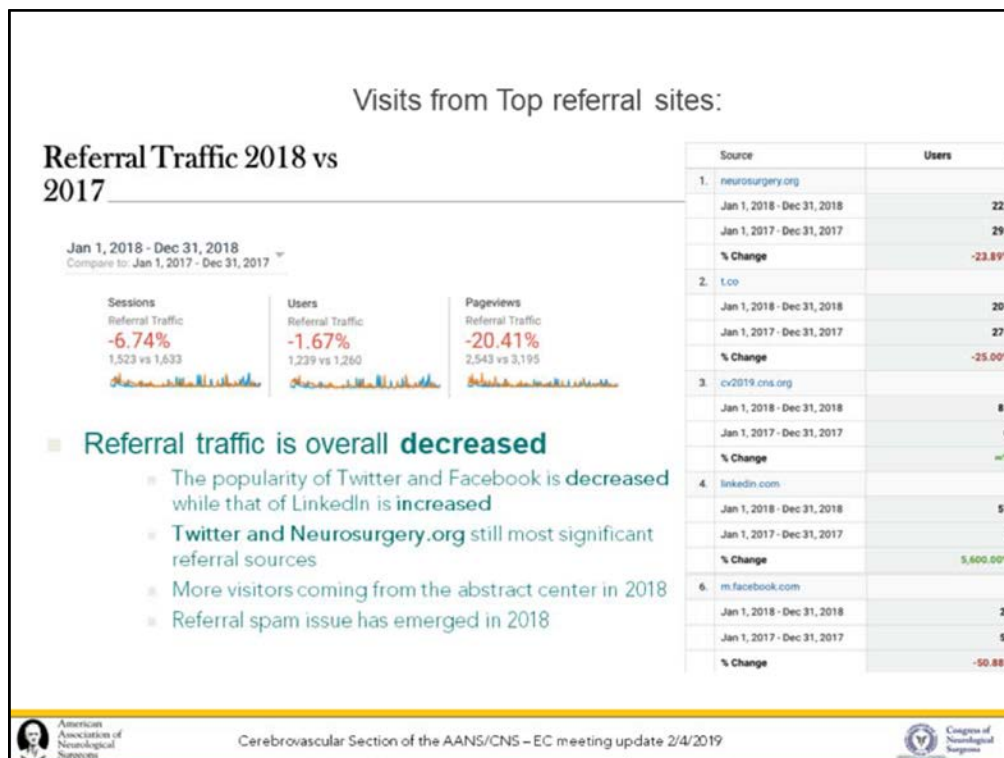 Visits from Top referral sites:
Referral Traffic 2018 vs
2017
Jan 1, 2018 - Dec 31, 2018
Compare to: Jan 1, 2017 - Dec 31, 2017
Sessions
Referral Traffic
-6.74%
1,523 vs 1,633
Users
Referral Traffic
-1.67%
1,239 vs 1,260
Pageviews
Referral Traffic
-20.41%
2,543 vs 3,195
Referral traffic is overall decreased
The popularity of Twitter and Facebook is decreased
while that of LinkedIn is increased
Twitter and Neurosurgery.org still most significant
referral sources
More visitors coming from the abstract center in 2018
Referral spam issue has emerged in 2018
Source Users
1. neurosurgery.org
Jan 1, 2018 - Dec 31, 2018 22
Jan 1, 2017 - Dec 31, 2017 29
% Change -23.89%
2. t.co
Jan 1, 2018 - Dec 31, 2018 20
Jan 1, 2017 - Dec 31, 2017 27
% Change -25.00%
3. cv2019.cns.org
Jan 1, 2018 - Dec 31, 2018 8
Jan 1, 2017 - Dec 31, 2017
% Change
4. linkedin.com
Jan 1, 2018 - Dec 31, 2018 5
Jan 1, 2017 - Dec 31, 2017
% Change 5,600.00%
6. m.facebook.com
Jan 1, 2018 - Dec 31, 2018 2
Jan 1, 2017 - Dec 31, 2017 5
% Change -50.88
American
Association of
Neurological
Surgeons
Cerebrovascular Section of the AANS/CNS – EC meeting update 2/4/2019
Congress of
Neurological
Surgeons